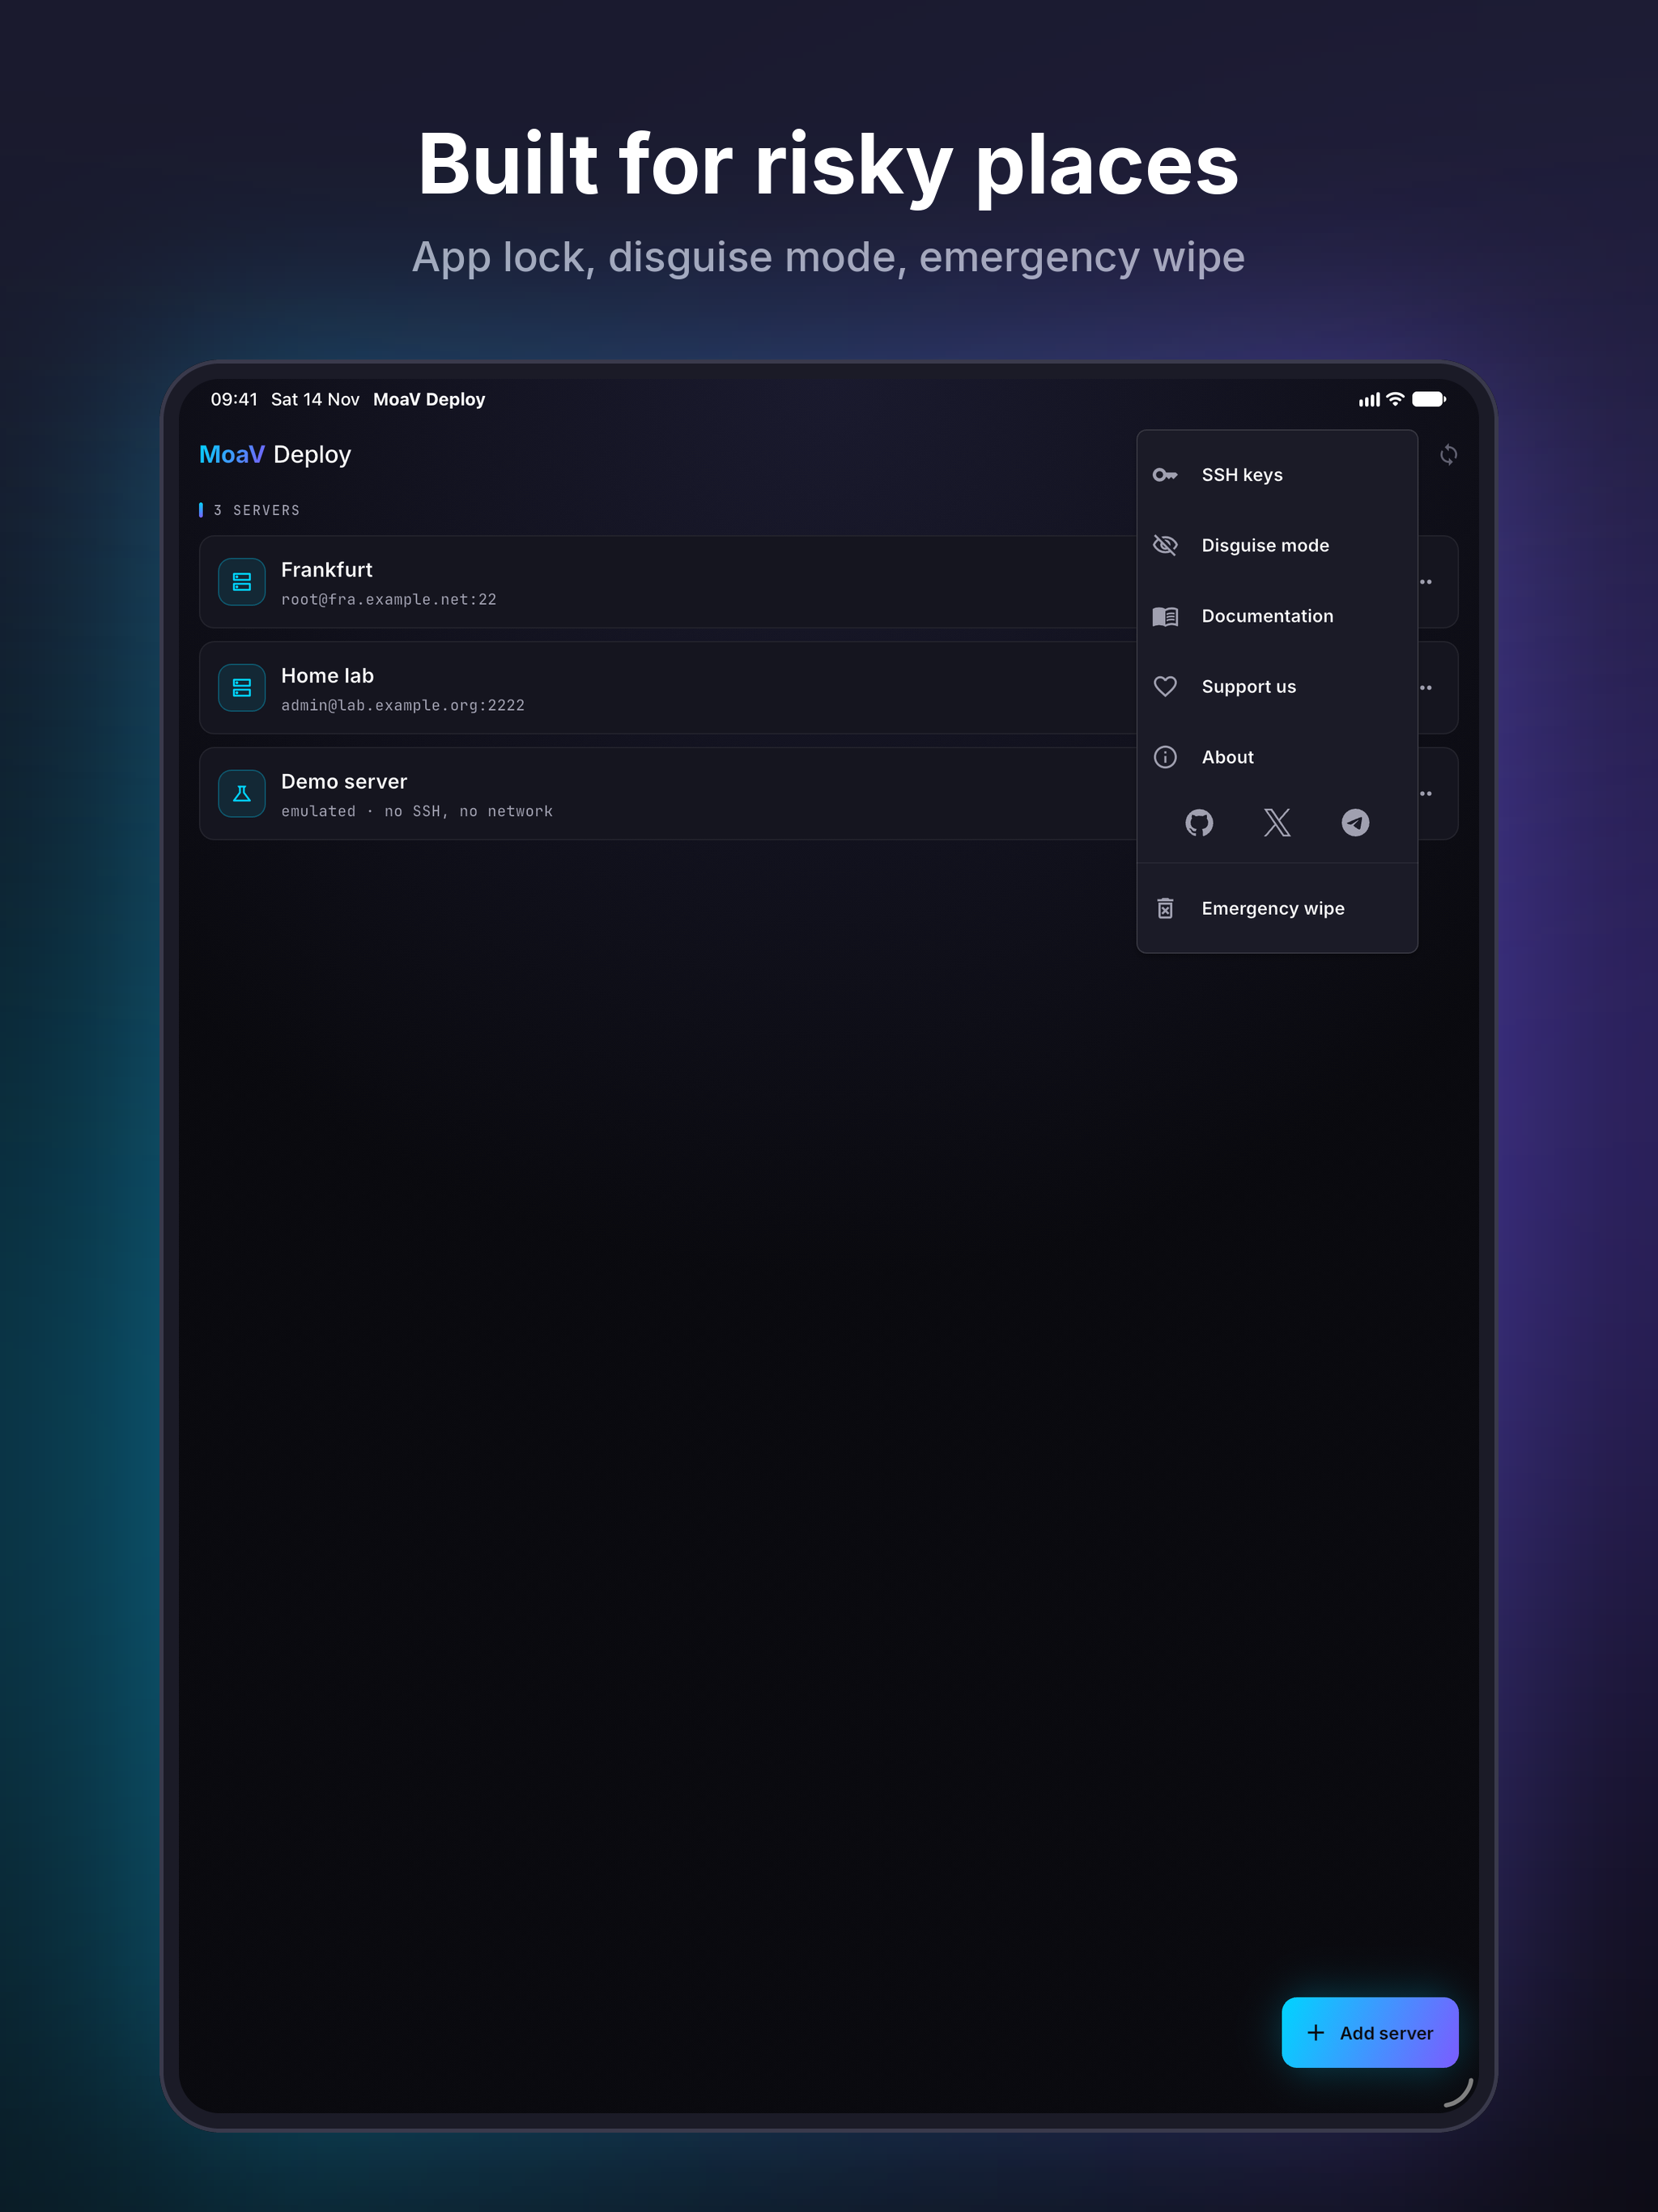 Built for risky places
App lock, disguise mode, emergency wipe
09:41 Sat 14 Nov MoaV Deploy
MoaV Deploy
3 SERVERS
Frankfurt
root@fra.example.net:22
Home lab
admin@lab.example.org:2222
Demo server
emulated · no SSH, no network
SSH keys
Disguise mode
Documentation
Support us
About
Emergency wipe
+ Add server